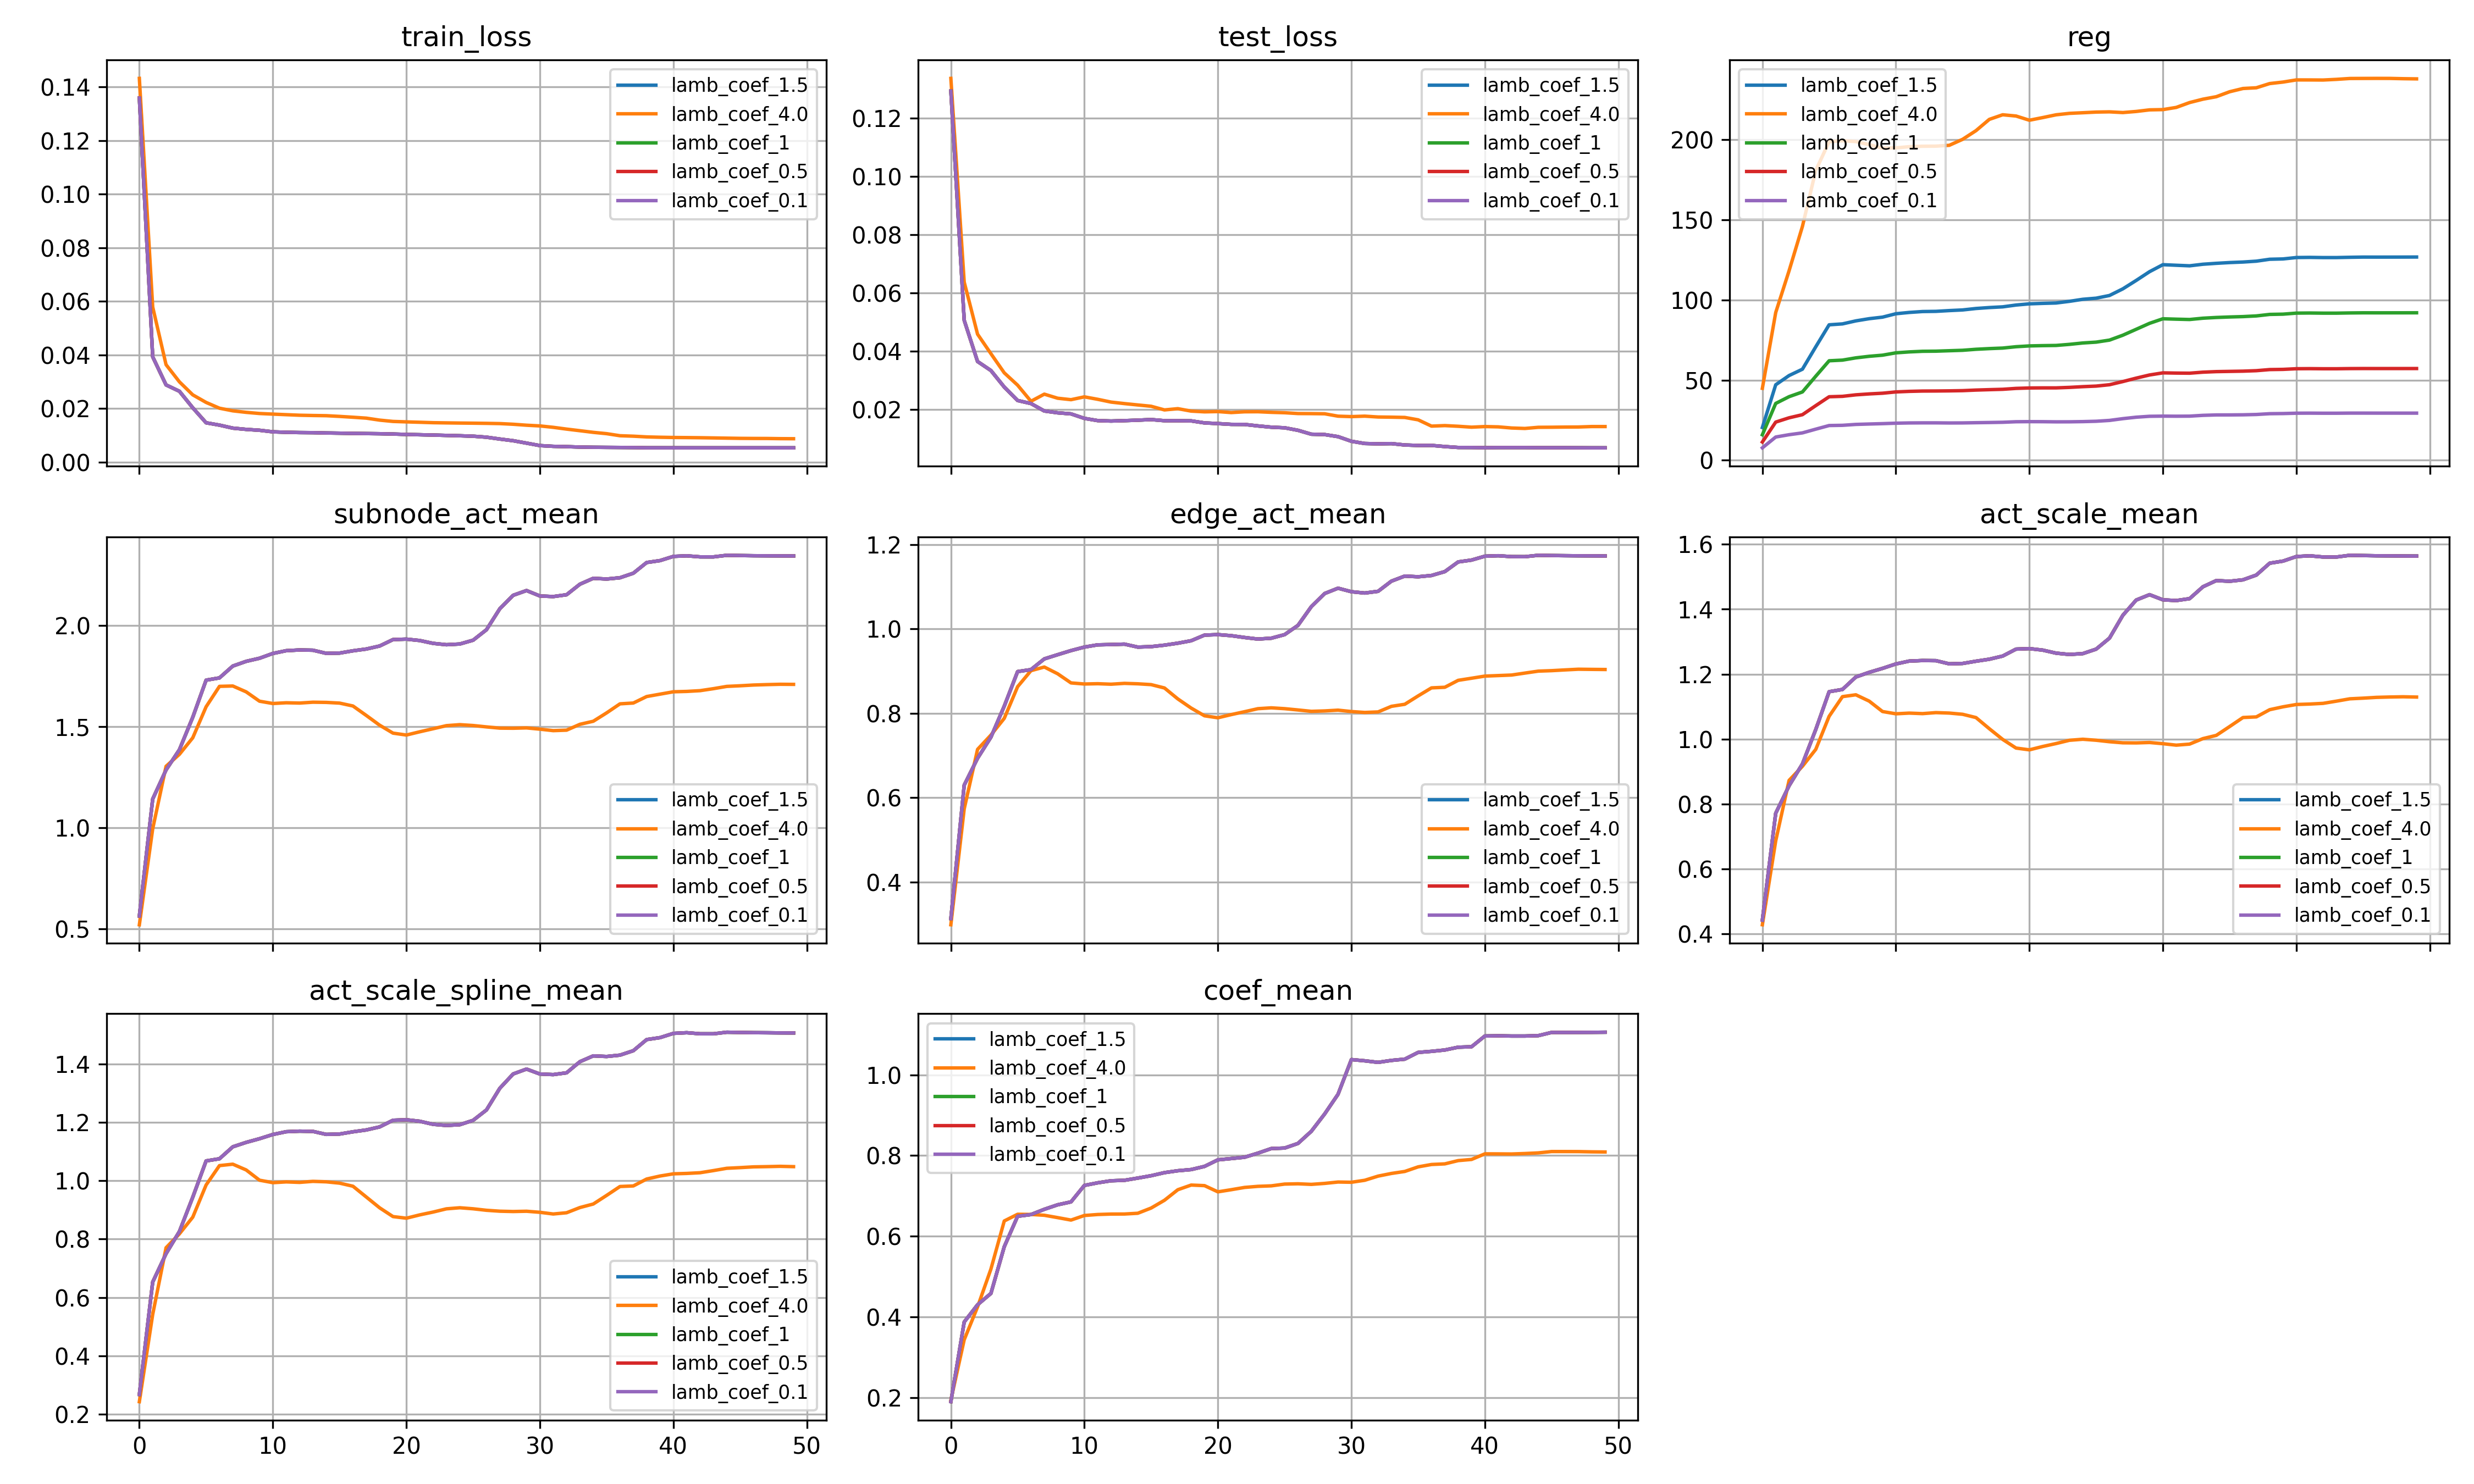 train_loss
0.14
0.12
0.10
0.08
0.06
0.04
0.02
0.00
lamb_coef_1.5
lamb_coef_4.0
lamb_coef_1
lamb_coef_0.5
lamb_coef_0.1
test_loss
0.12
0.10
0.08
0.06
0.04
0.02
lamb_coef_1.5
lamb_coef_4.0
lamb_coef_1
lamb_coef_0.5
lamb_coef_0.1
reg
200
150
100
50
0
lamb_coef_1.5
lamb_coef_4.0
lamb_coef_1
lamb_coef_0.5
lamb_coef_0.1
subnode_act_mean
2.0
1.5
1.0
0.5
lamb_coef_1.5
lamb_coef_4.0
lamb_coef_1
lamb_coef_0.5
lamb_coef_0.1
edge_act_mean
1.2
1.0
0.8
0.6
0.4
lamb_coef_1.5
lamb_coef_4.0
lamb_coef_1
lamb_coef_0.5
lamb_coef_0.1
act_scale_mean
1.6
1.4
1.2
1.0
0.8
0.6
0.4
lamb_coef_1.5
lamb_coef_4.0
lamb_coef_1
lamb_coef_0.5
lamb_coef_0.1
act_scale_spline_mean
1.4
1.2
1.0
0.8
0.6
0.4
0.2
lamb_coef_1.5
lamb_coef_4.0
lamb_coef_1
lamb_coef_0.5
lamb_coef_0.1
0 10 20 30 40 50
coef_mean
1.0
0.8
0.6
0.4
0.2
lamb_coef_1.5
lamb_coef_4.0
lamb_coef_1
lamb_coef_0.5
lamb_coef_0.1
0 10 20 30 40 50